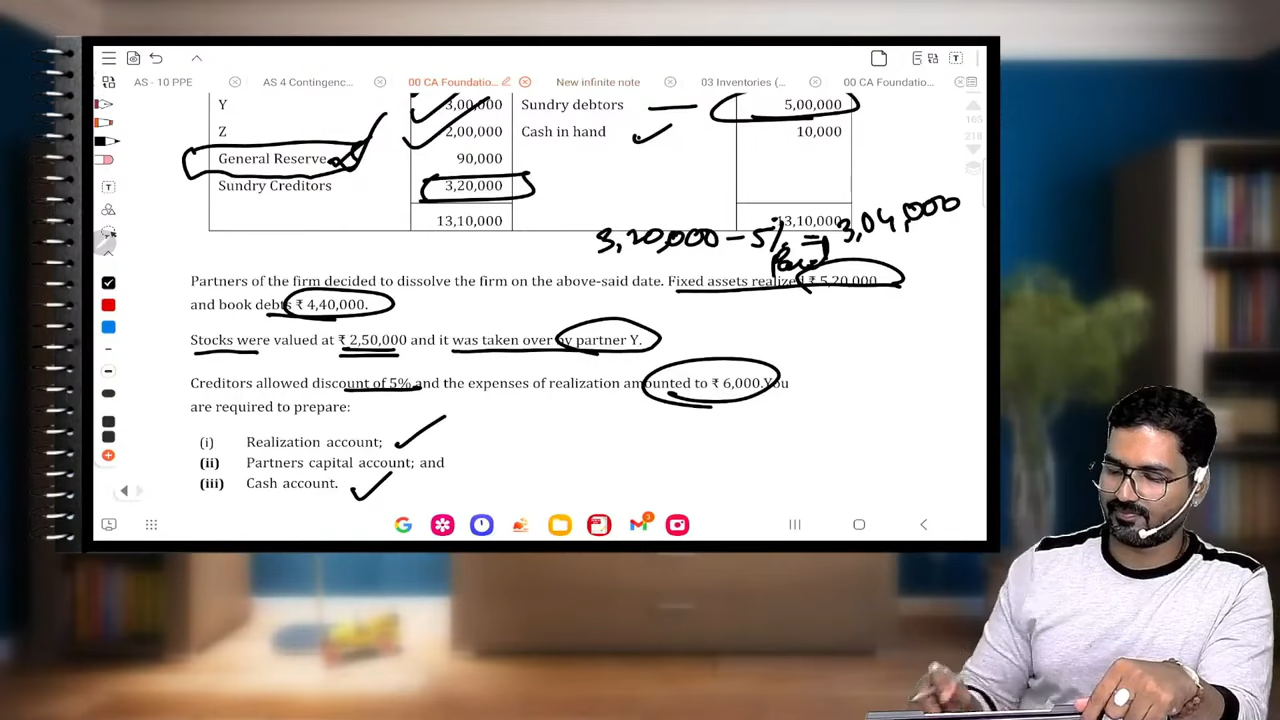 AS - 10 PPE
AS 4 Contingenc...
00 CA Foundatio...
New infinite note
03 Inventories (...
00 CA Foundatio...
Y 3,00,000 Sundry debtors 5,00,000
Z 2,00,000 Cash in hand 10,000
General Reserve 90,000
Sundry Creditors 3,20,000
13,10,000 13,10,000
3,20,000 - 5% = 3,04,000
Partners of the firm decided to dissolve the firm on the above-said date. Fixed assets realized ₹ 5,20,000
and book debts ₹ 4,40,000.
Stocks were valued at ₹ 2,50,000 and it was taken over by partner Y.
Creditors allowed discount of 5% and the expenses of realization amounted to ₹ 6,000.You
are required to prepare:
(i) Realization account;
(ii) Partners capital account; and
(iii) Cash account.
165
218
3